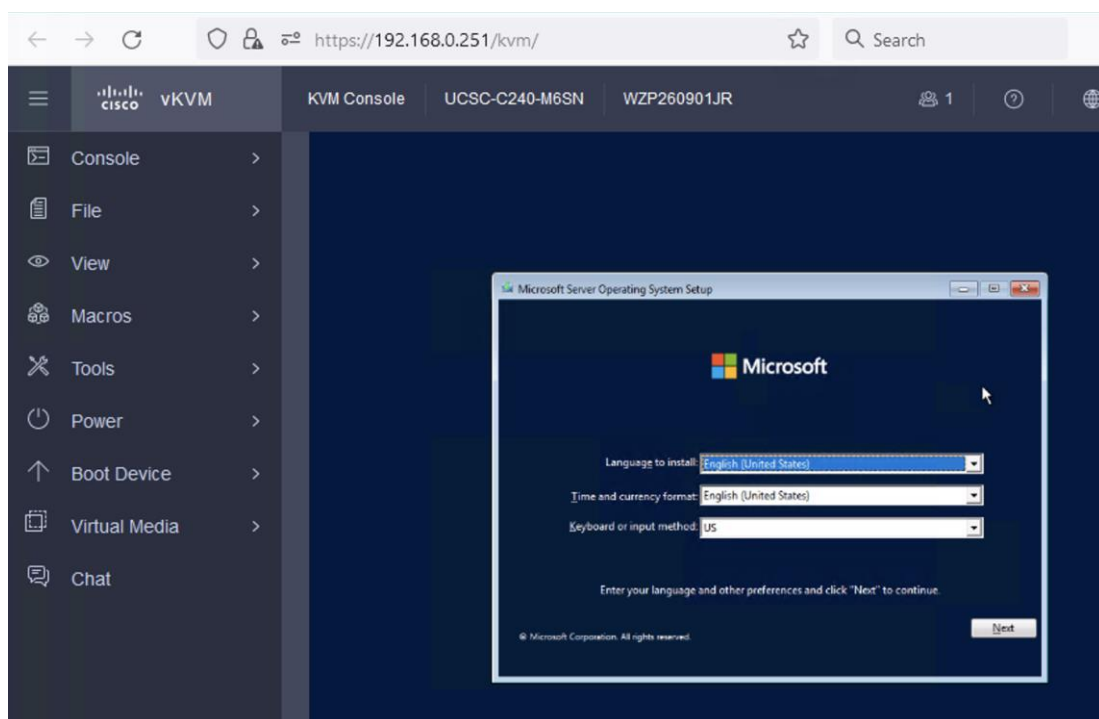 https://192.168.0.251/kvm/ Search
cisco vKVM KVM Console UCSC-C240-M6SN WZP260901JR 1
Console
File
View
Macros
Tools
Power
Boot Device
Virtual Media
Chat
Microsoft Server Operating System Setup
Microsoft
Language to install: English (United States)
Time and currency format: English (United States)
Keyboard or input method: US
Enter your language and other preferences and click "Next" to continue.
© Microsoft Corporation. All rights reserved.
Next